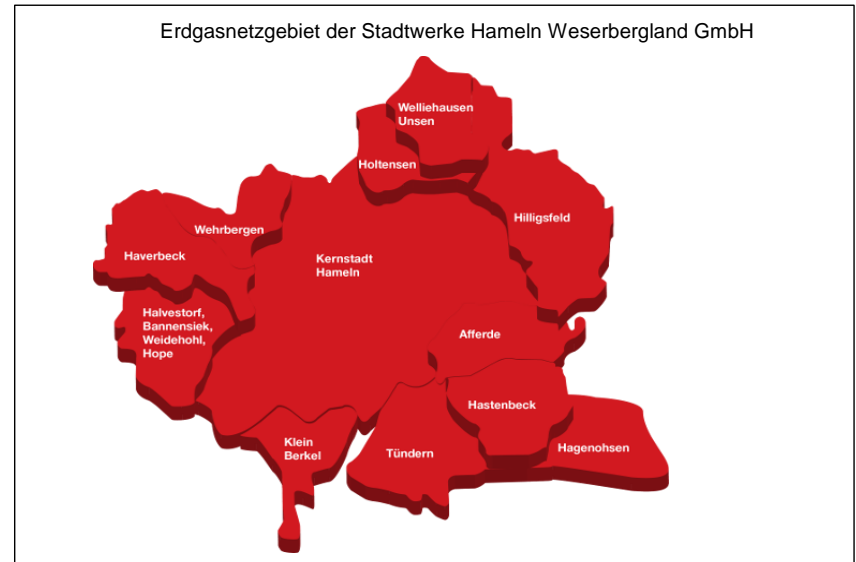 Erdgasnetzgebiet der Stadtwerke Hameln Weserbergland GmbH
Welliehausen
Unsen
Holtensen
Hilligsfeld
Wehrbergen
Haverbeck
Kernstadt
Hameln
Halvestorf,
Bannensiek,
Weidehohl,
Hope
Afferde
Hastenbeck
Klein
Berkel
Tündern
Hagenohsen